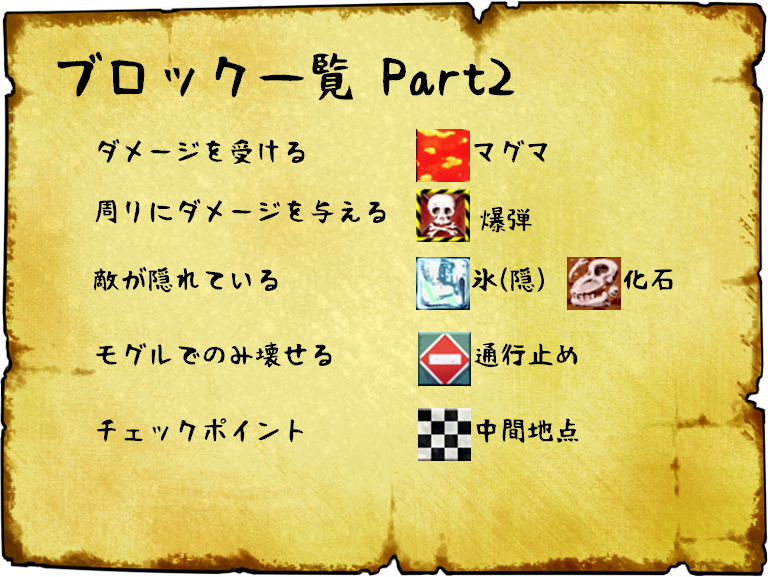 ブロック一覧 Part2
ダメージを受ける マグマ
周りにダメージを与える 爆弾
敵が隠れている 氷(隠) 化石
モグルでのみ壊せる 通行止め
チェックポイント 中間地点